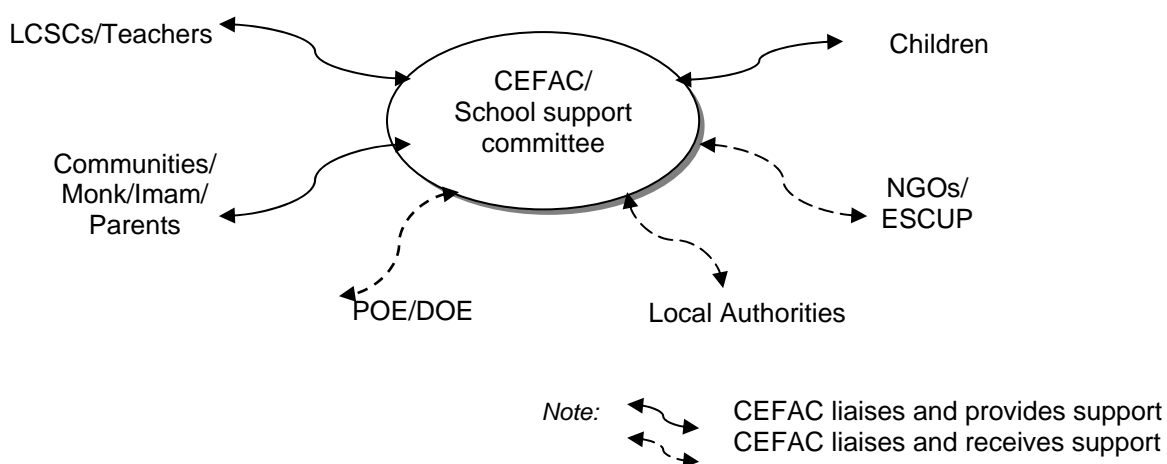 LCSCs/Teachers
Children
CEFAC/
School support
committee
Communities/
Monk/Imam/
Parents
NGOs/
ESCUP
POE/DOE
Local Authorities
Note:
CEFAC liaises and provides support
CEFAC liaises and receives support